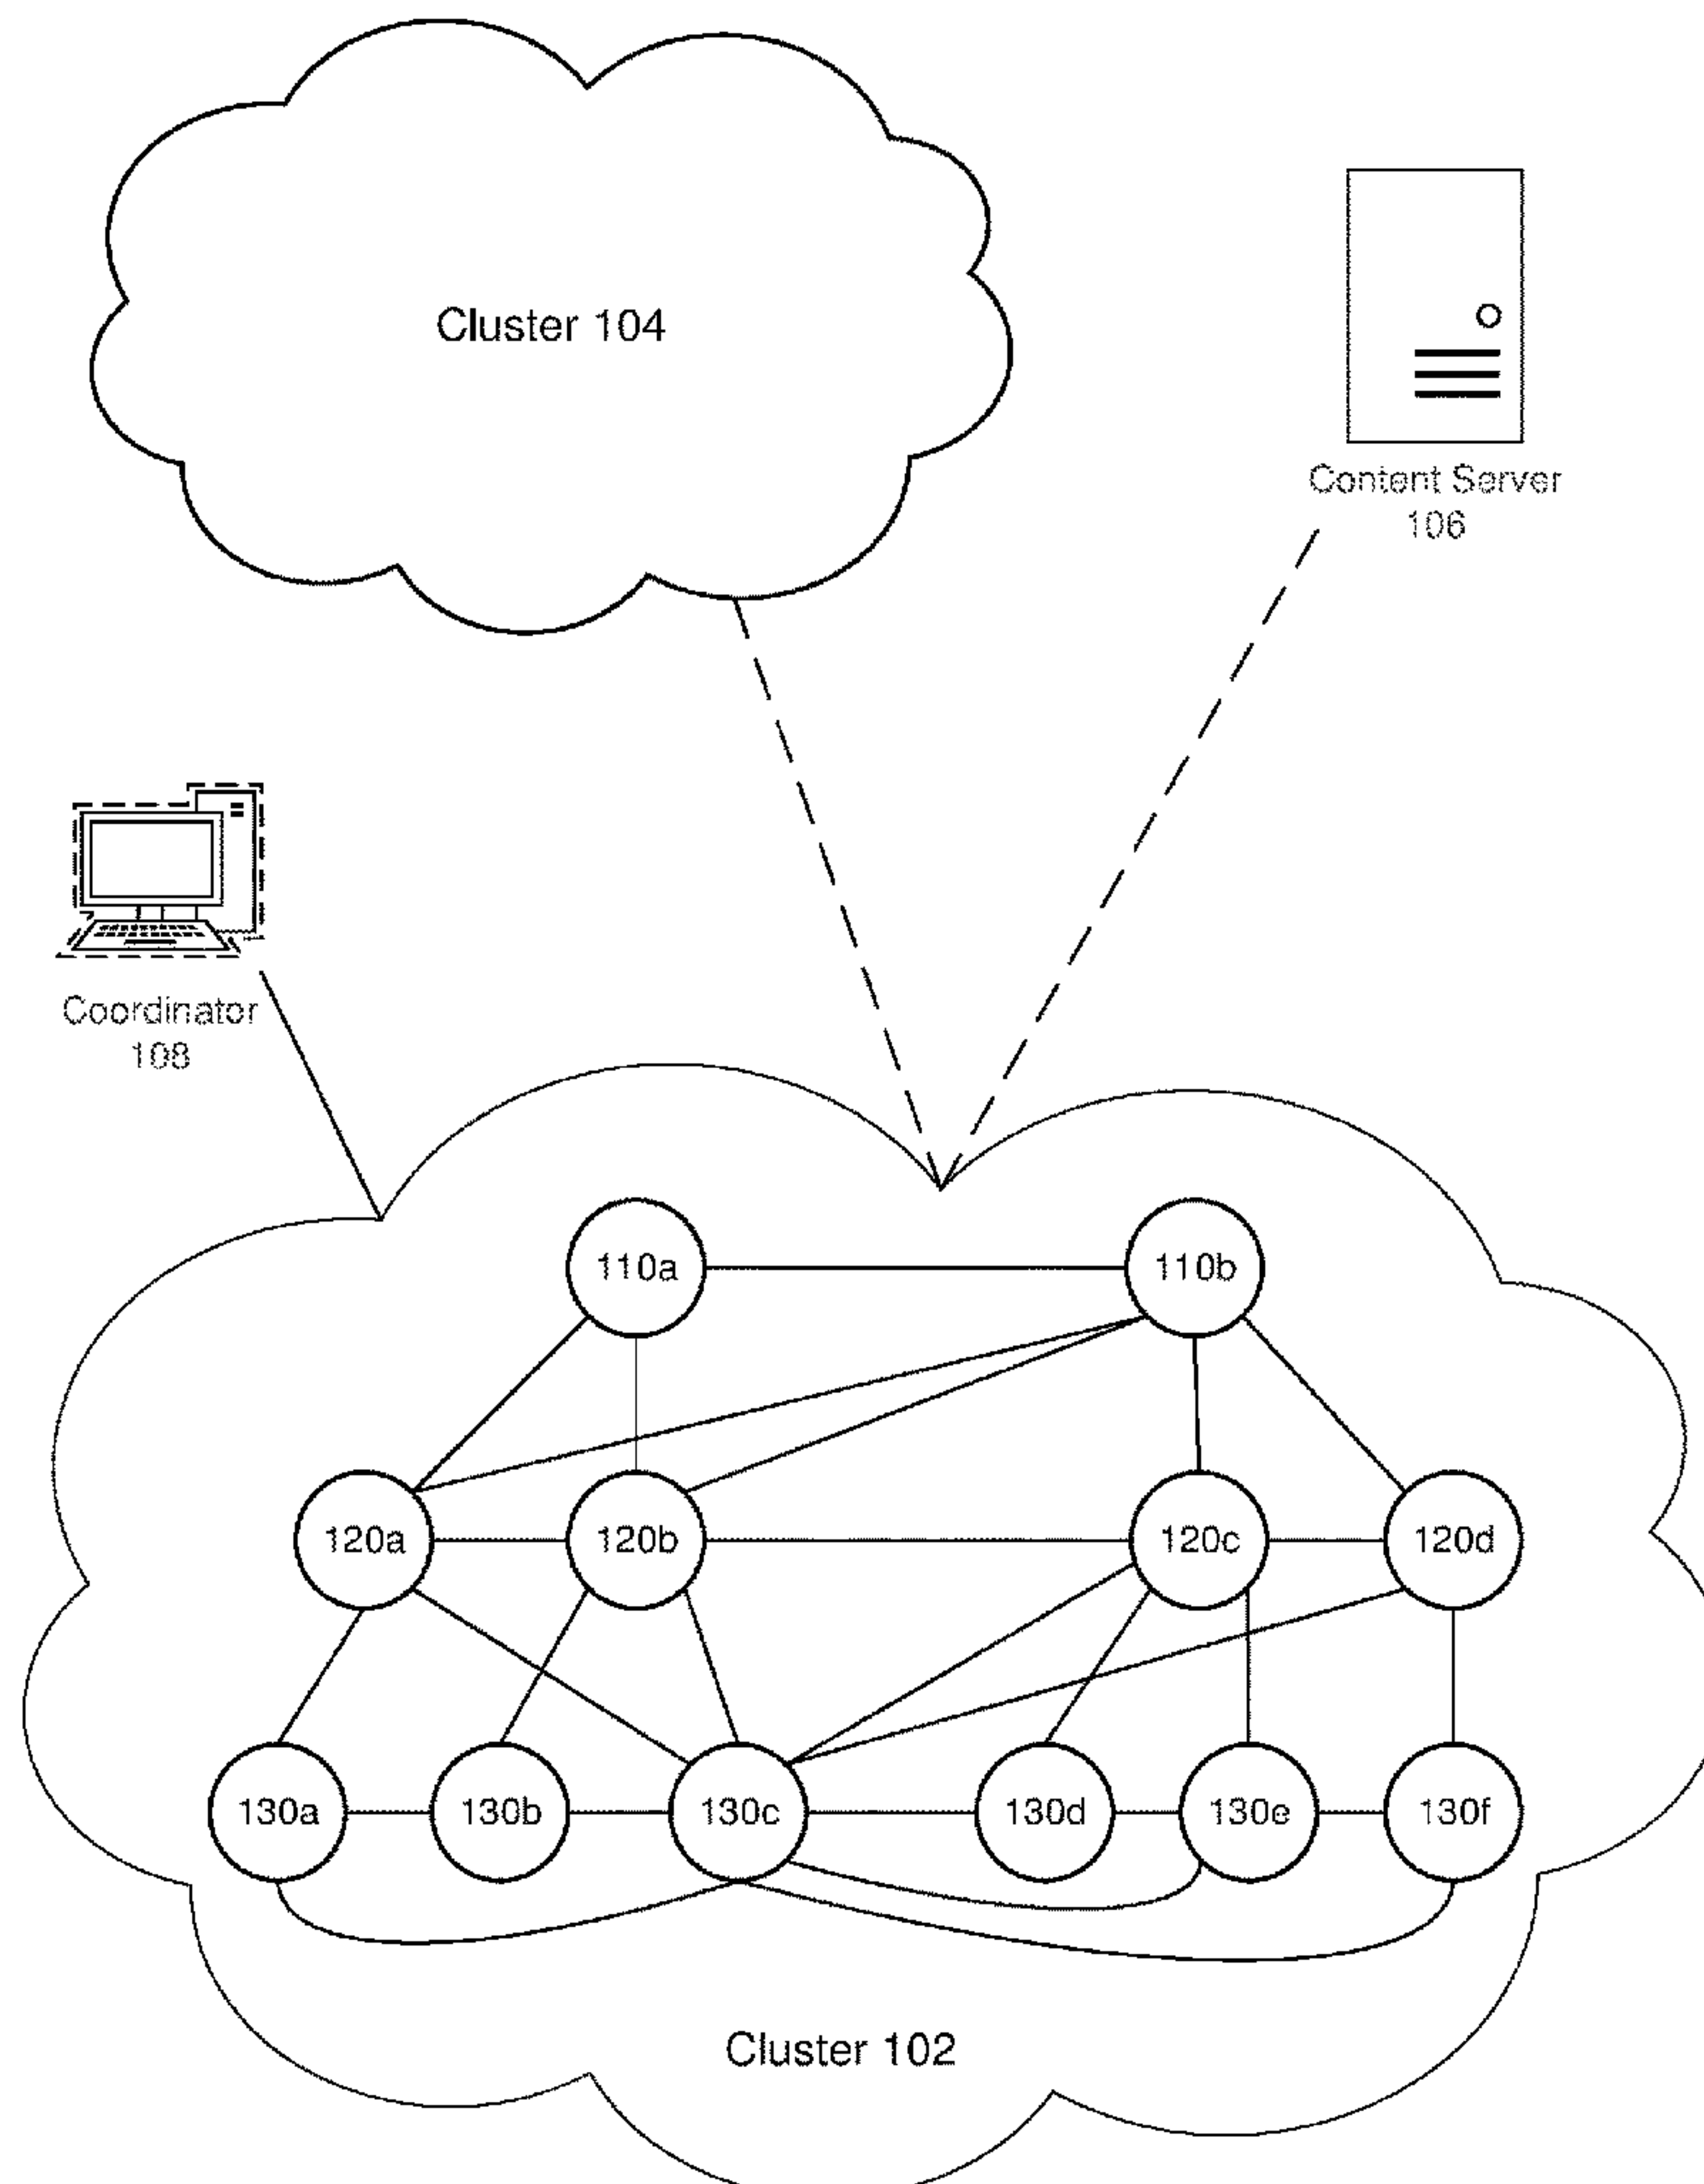 Cluster 104
Content Server
106
Coordinator
108
110a
110b
120a
120b
120c
120d
130a
130b
130c
130d
130e
130f
Cluster 102